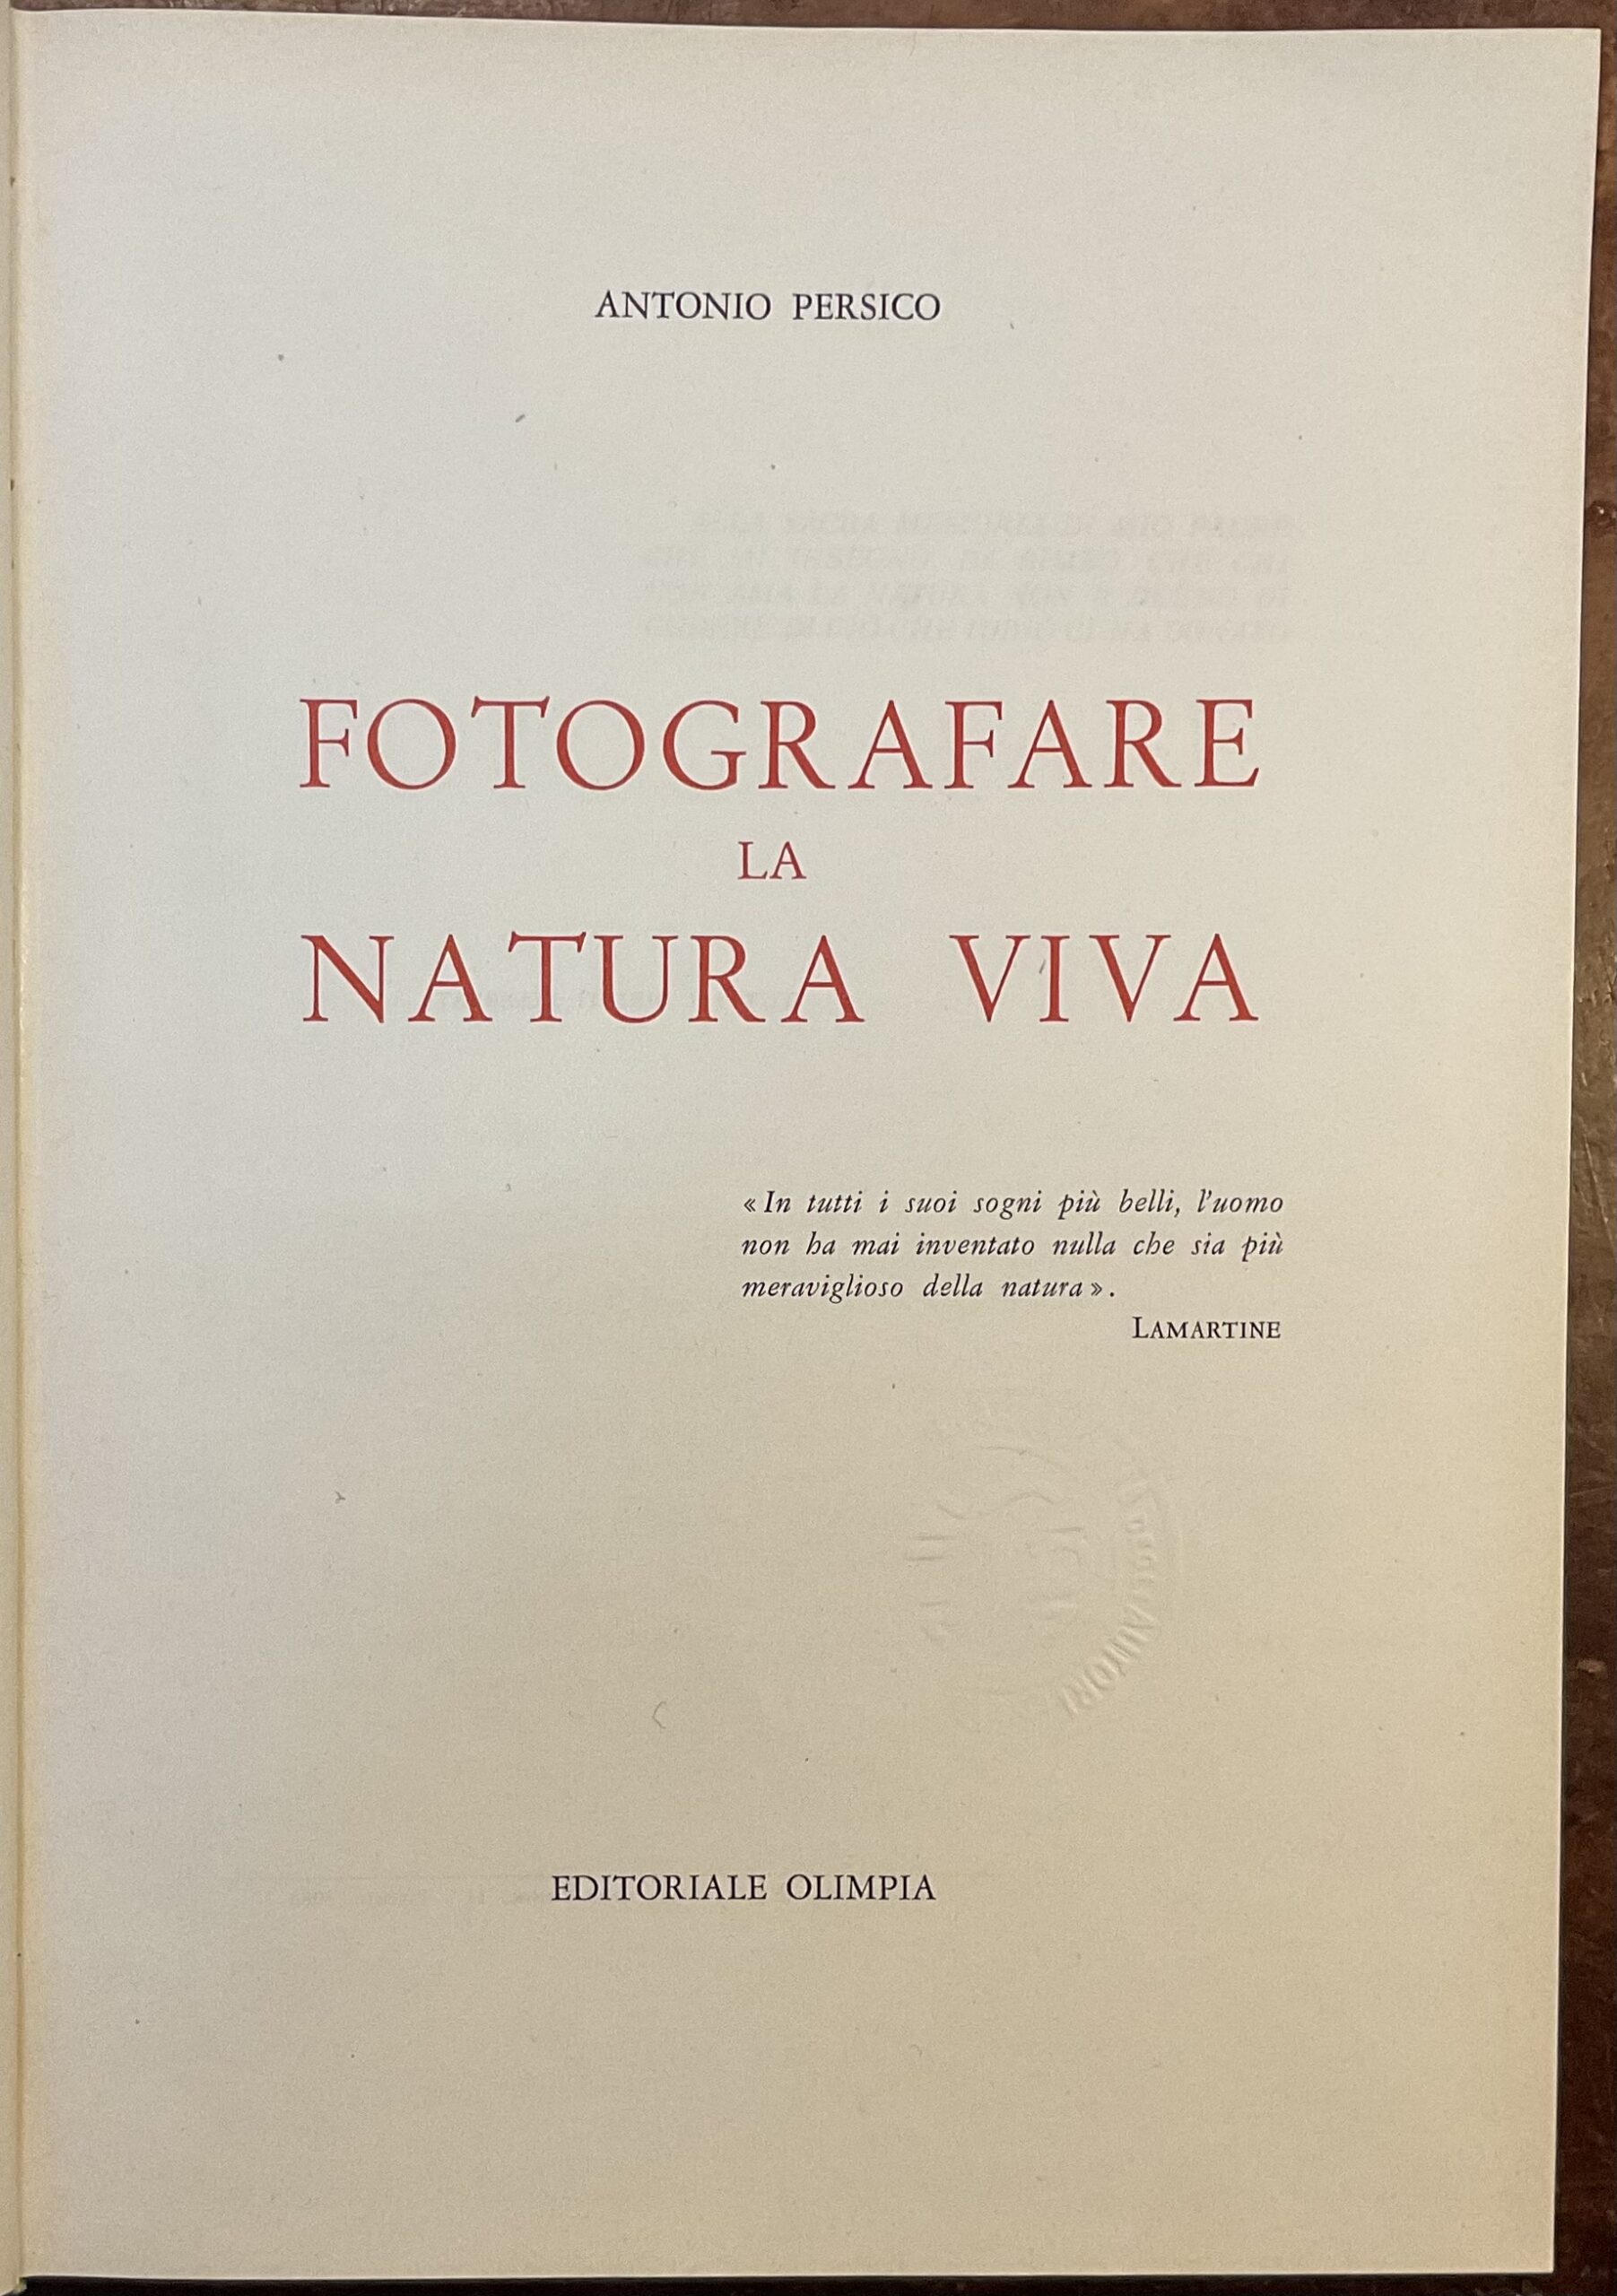 ANTONIO PERSICO
FOTOGRAFARE
LA
NATURA VIVA
« In tutti i suoi sogni più belli, l'uomo
non ha mai inventato nulla che sia più
meraviglioso della natura ».
LAMARTINE
AUTORI
EDITORIALE OLIMPIA